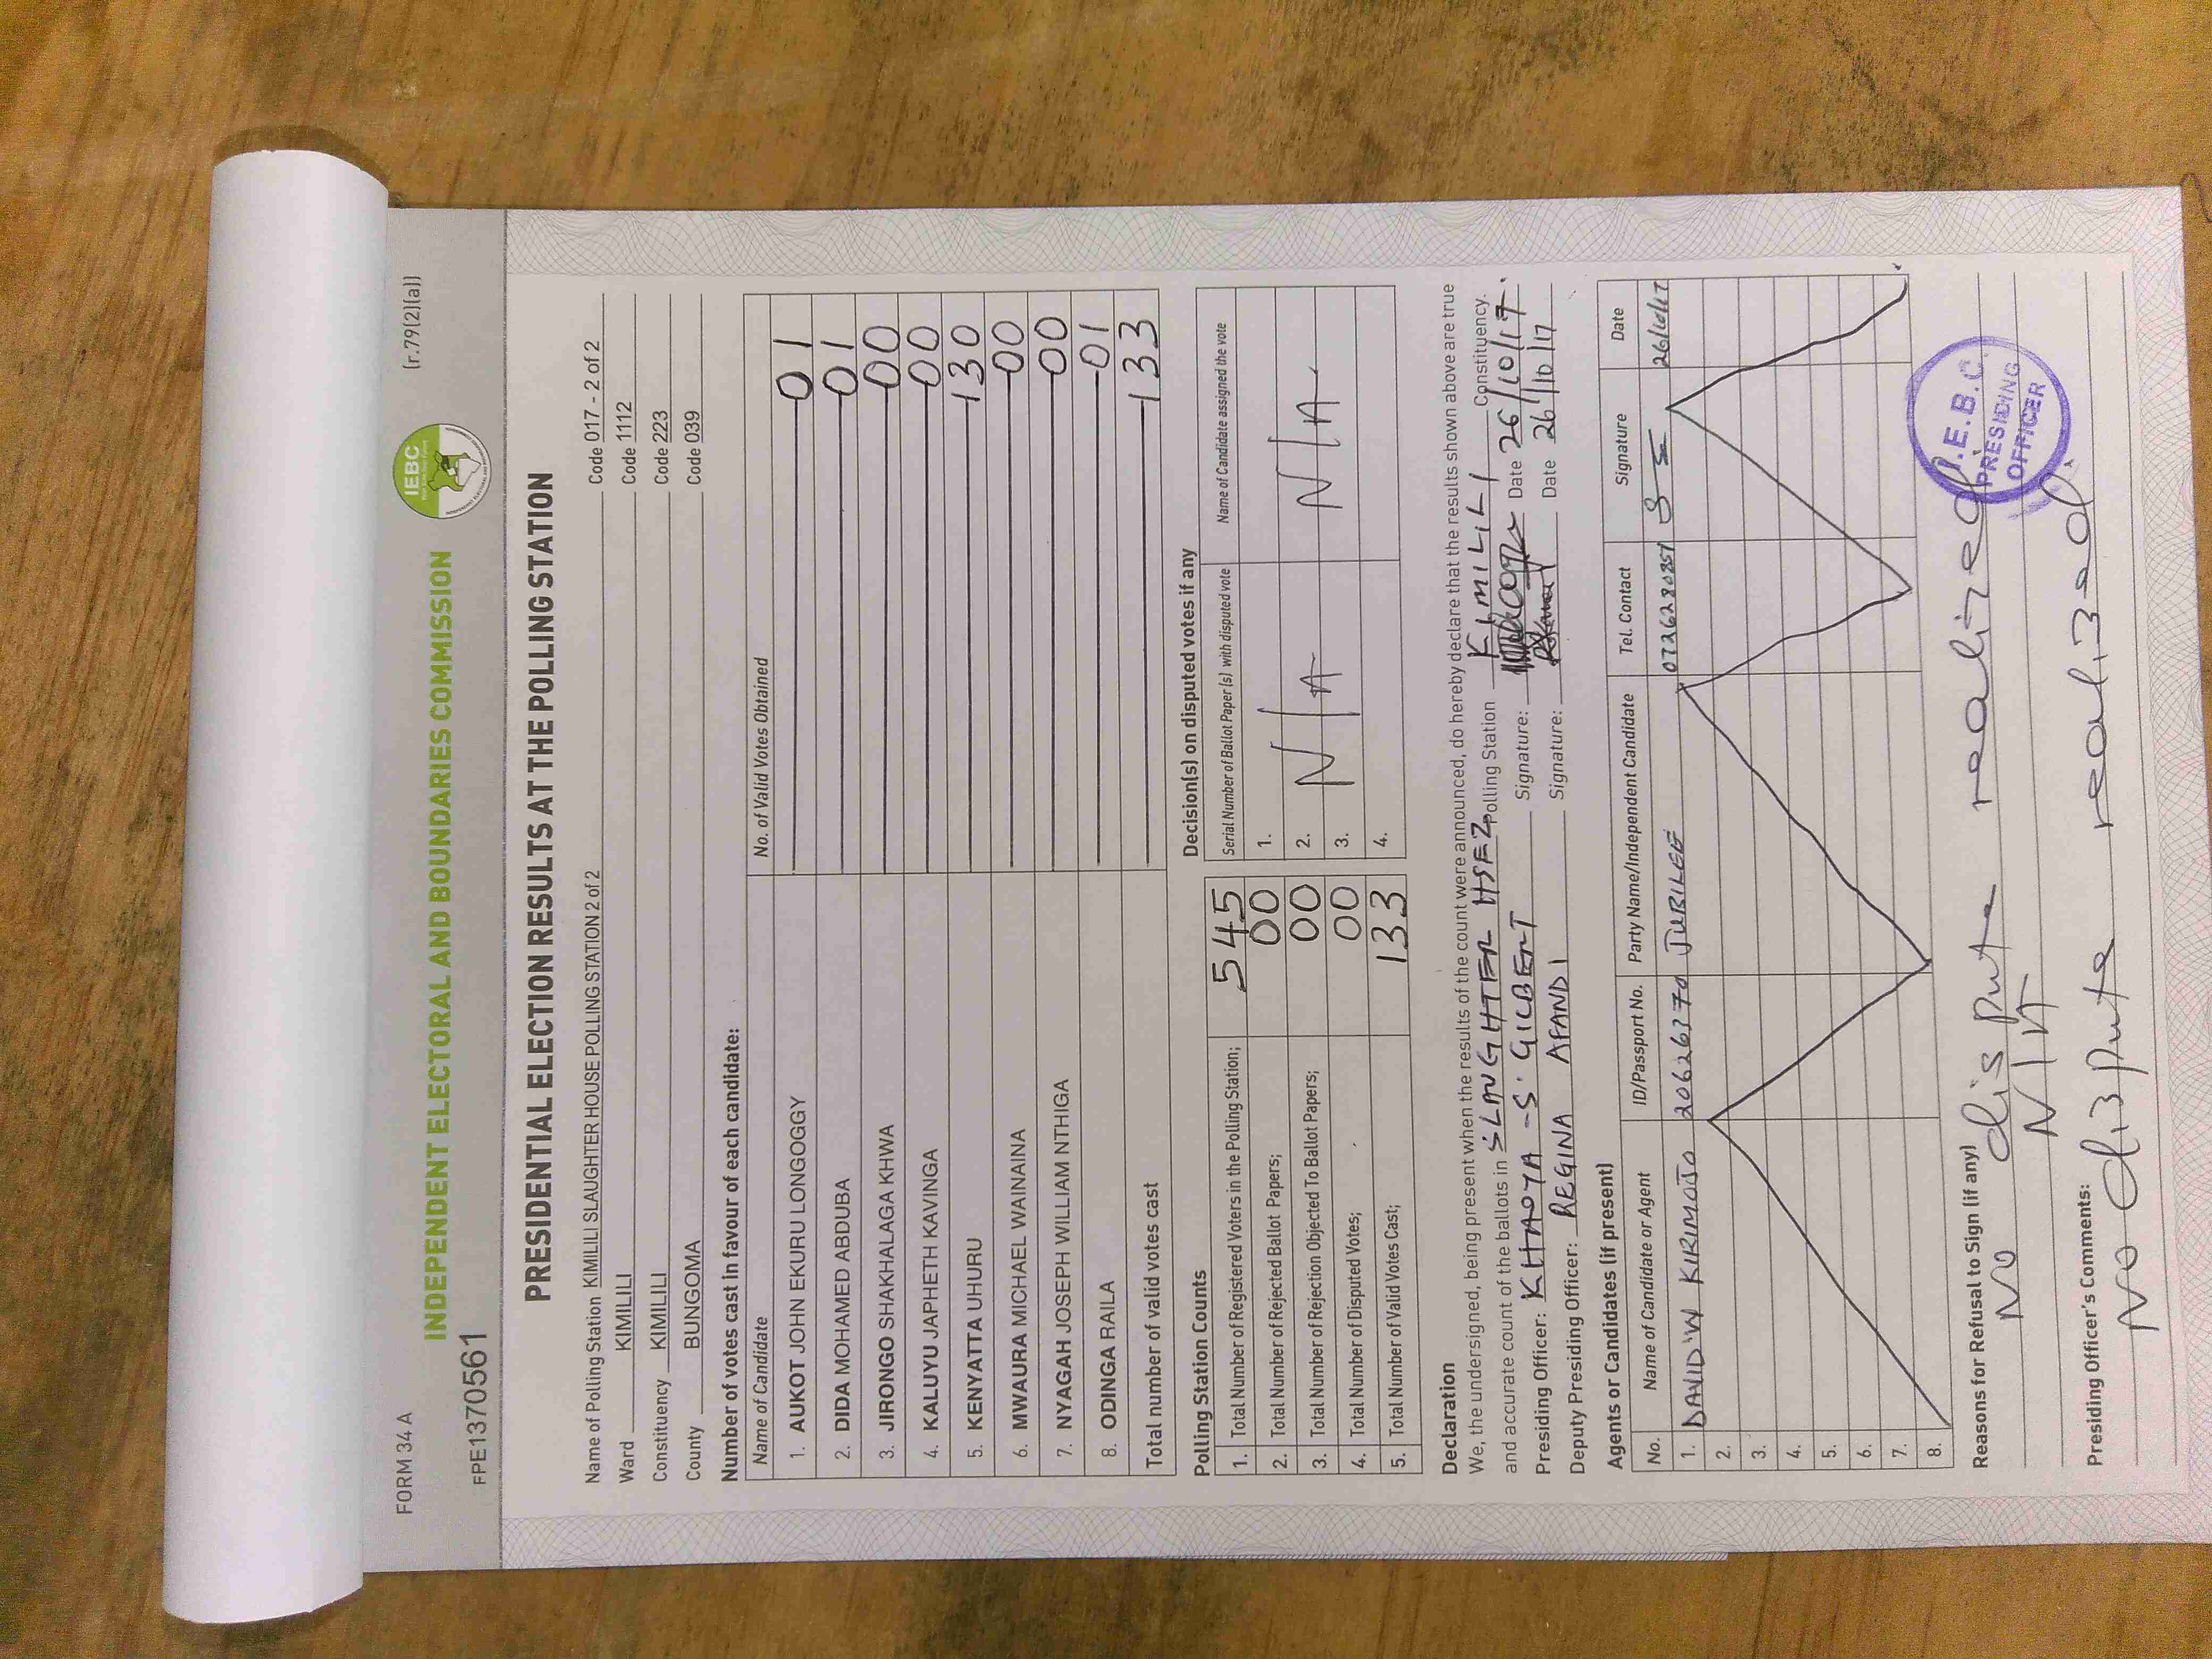 FORM 34 A
(r.79(2)(a))
IEBC
INDEPENDENT ELECTORAL AND BOUNDARIES COMMISSION
FPE1370561
PRESIDENTIAL ELECTION RESULTS AT THE POLLING STATION
Name of Polling Station KIMILILI SLAUGHTER HOUSE POLLING STATION 2 of 2 Code 017 - 2 of 2
Ward KIMILILI Code 1112
Constituency KIMILILI Code 223
County BUNGOMA Code 039
Number of votes cast in favour of each candidate:
Name of Candidate No. of Valid Votes Obtained
1. AUKOT JOHN EKURU LONGOGGY 01
2. DIDA MOHAMED ABDUBA 01
3. JIRONGO SHAKHALAGA KHWA 00
4. KALUYU JAPHETH KAVINGA 00
5. KENYATTA UHURU 130
6. MWAURA MICHAEL WAINAINA 00
7. NYAGAH JOSEPH WILLIAM NTHIGA 00
8. ODINGA RAILA 01
Total number of valid votes cast 133
Polling Station Counts
1. Total Number of Registered Voters in the Polling Station; 545
2. Total Number of Rejected Ballot Papers; 00
3. Total Number of Rejection Objected To Ballot Papers; 00
4. Total Number of Disputed Votes; 00
5. Total Number of Valid Votes Cast; 133
Decision(s) on disputed votes if any
Serial Number of Ballot Paper (s) with disputed vote Name of Candidate assigned the vote
1.
2. N/A N/A
3.
4.
Declaration
We, the undersigned, being present when the results of the count were announced, do hereby declare that the results shown above are true
and accurate count of the ballots in SLANGHTER HSE 2 Polling Station KIMILILI Constituency.
Presiding Officer: KHAOYA -S. GILBERT Signature: Date 26/10/17.
Deputy Presiding Officer: REGINA AFANDI Signature: Date 26/10/17
Agents or Candidates (if present)
No. Name of Candidate or Agent ID/Passport No. Party Name/Independent Candidate Tel. Contact Signature Date
1. DAVID W KIRIMOJO 20626370 JUBILEE 26/10/17
2.
3.
4.
5.
6.
7.
8.
Reasons for Refusal to Sign (if any)
No dispute realized.
N/A
Presiding Officer's Comments:
No dispute realized.
I.E.B.C.
PRESIDING
OFFICER